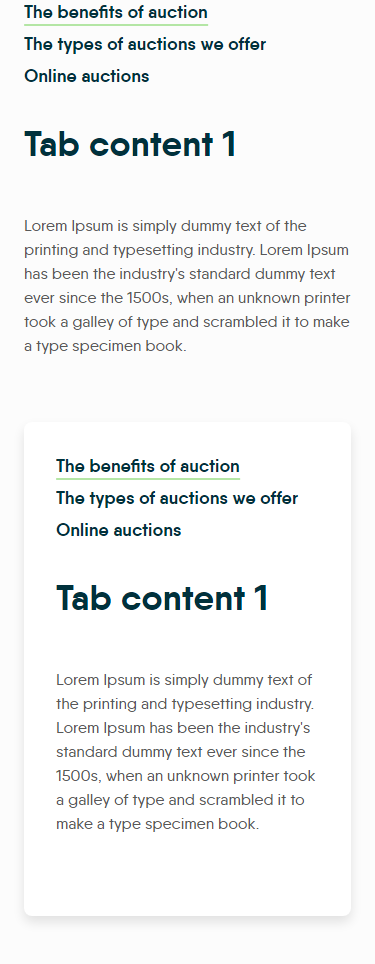 The benefits of auction
The types of auctions we offer
Online auctions
Tab content 1
Lorem Ipsum is simply dummy text of the
printing and typesetting industry. Lorem Ipsum
has been the industry's standard dummy text
ever since the 1500s, when an unknown printer
took a galley of type and scrambled it to make
a type specimen book.
The benefits of auction
The types of auctions we offer
Online auctions
Tab content 1
Lorem Ipsum is simply dummy text of
the printing and typesetting industry.
Lorem Ipsum has been the industry's
standard dummy text ever since the
1500s, when an unknown printer took
a galley of type and scrambled it to
make a type specimen book.